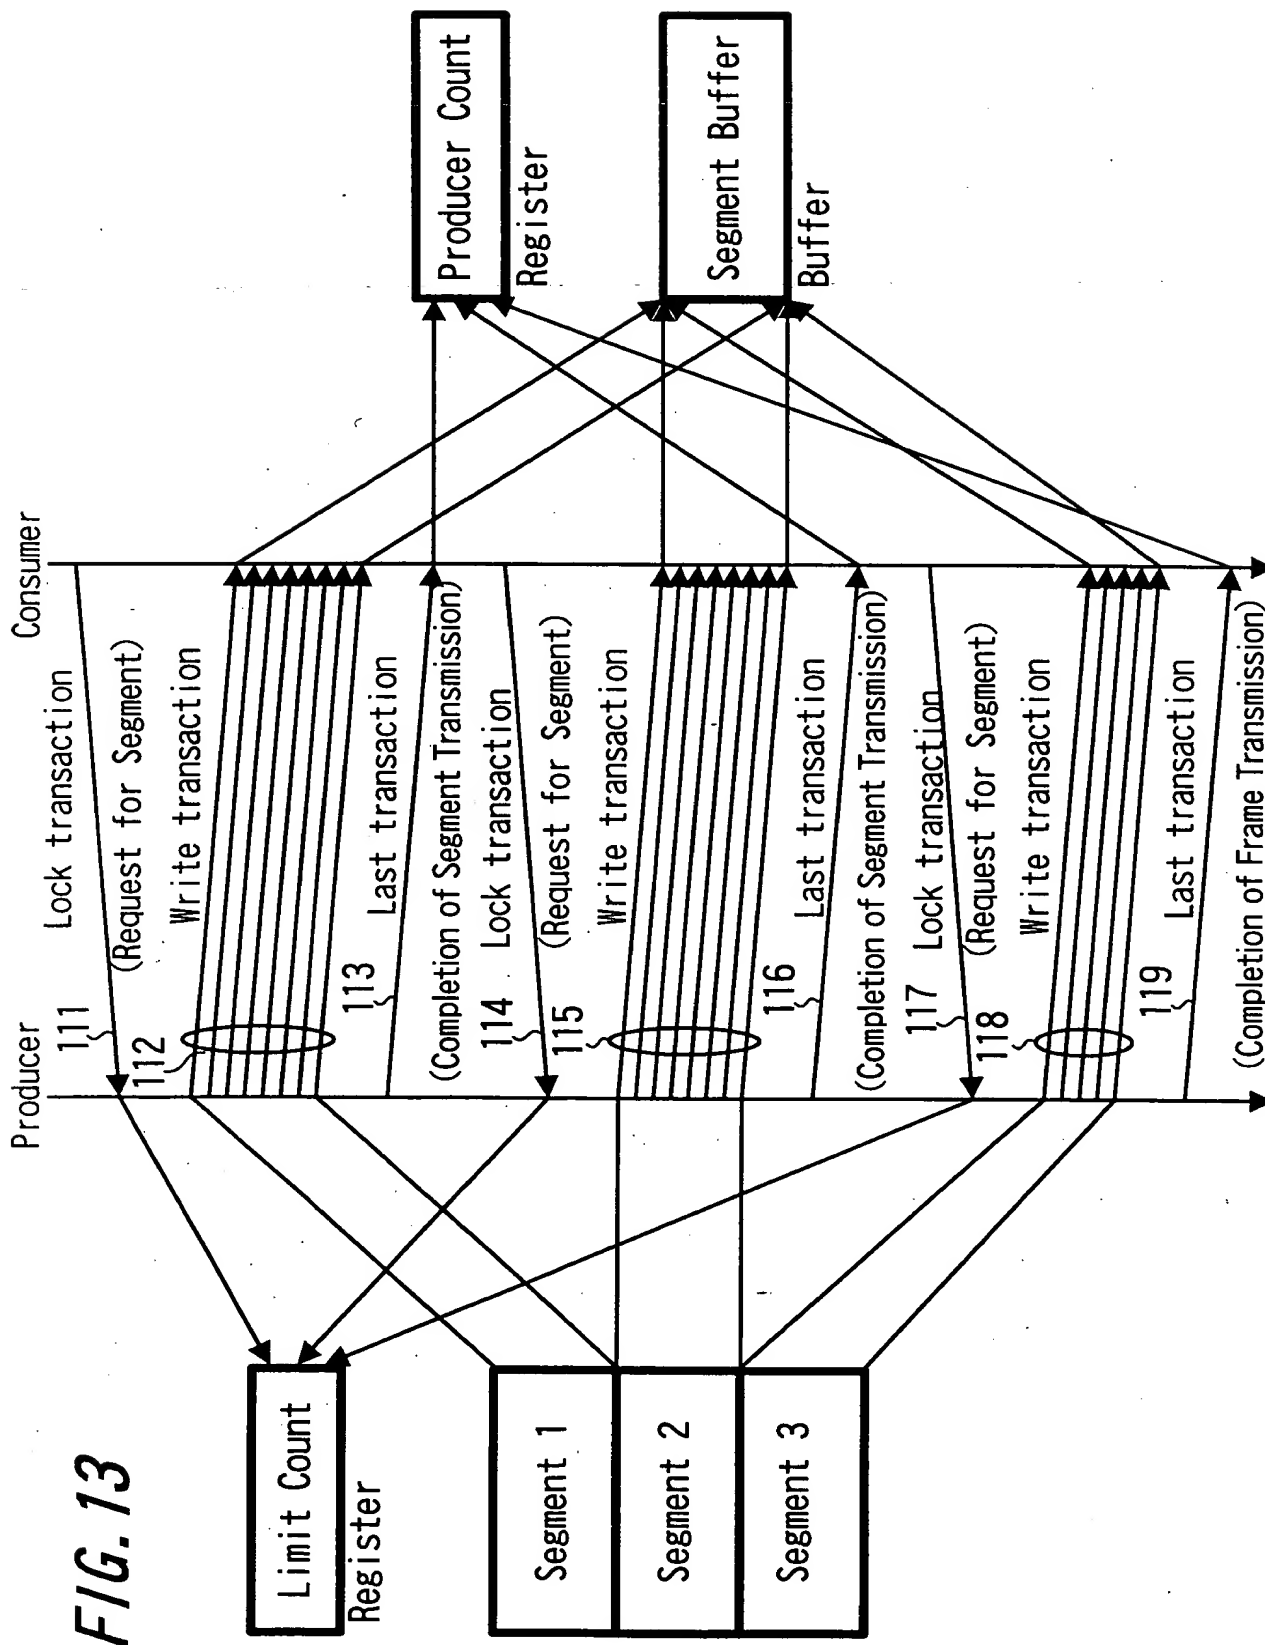 FIG.13
Producer
Consumer
Lock transaction
111
(Request for Segment)
112
Write transaction
113
Last transaction
(Completion of Segment Transmission)
114
Lock transaction
(Request for Segment)
115
Write transaction
116
Last transaction
(Completion of Segment Transmission)
117
Lock transaction
(Request for Segment)
118
Write transaction
119
Last transaction
(Completion of Frame Transmission)
Limit Count
Register
Segment 1
Segment 2
Segment 3
Producer Count
Register
Segment Buffer
Buffer